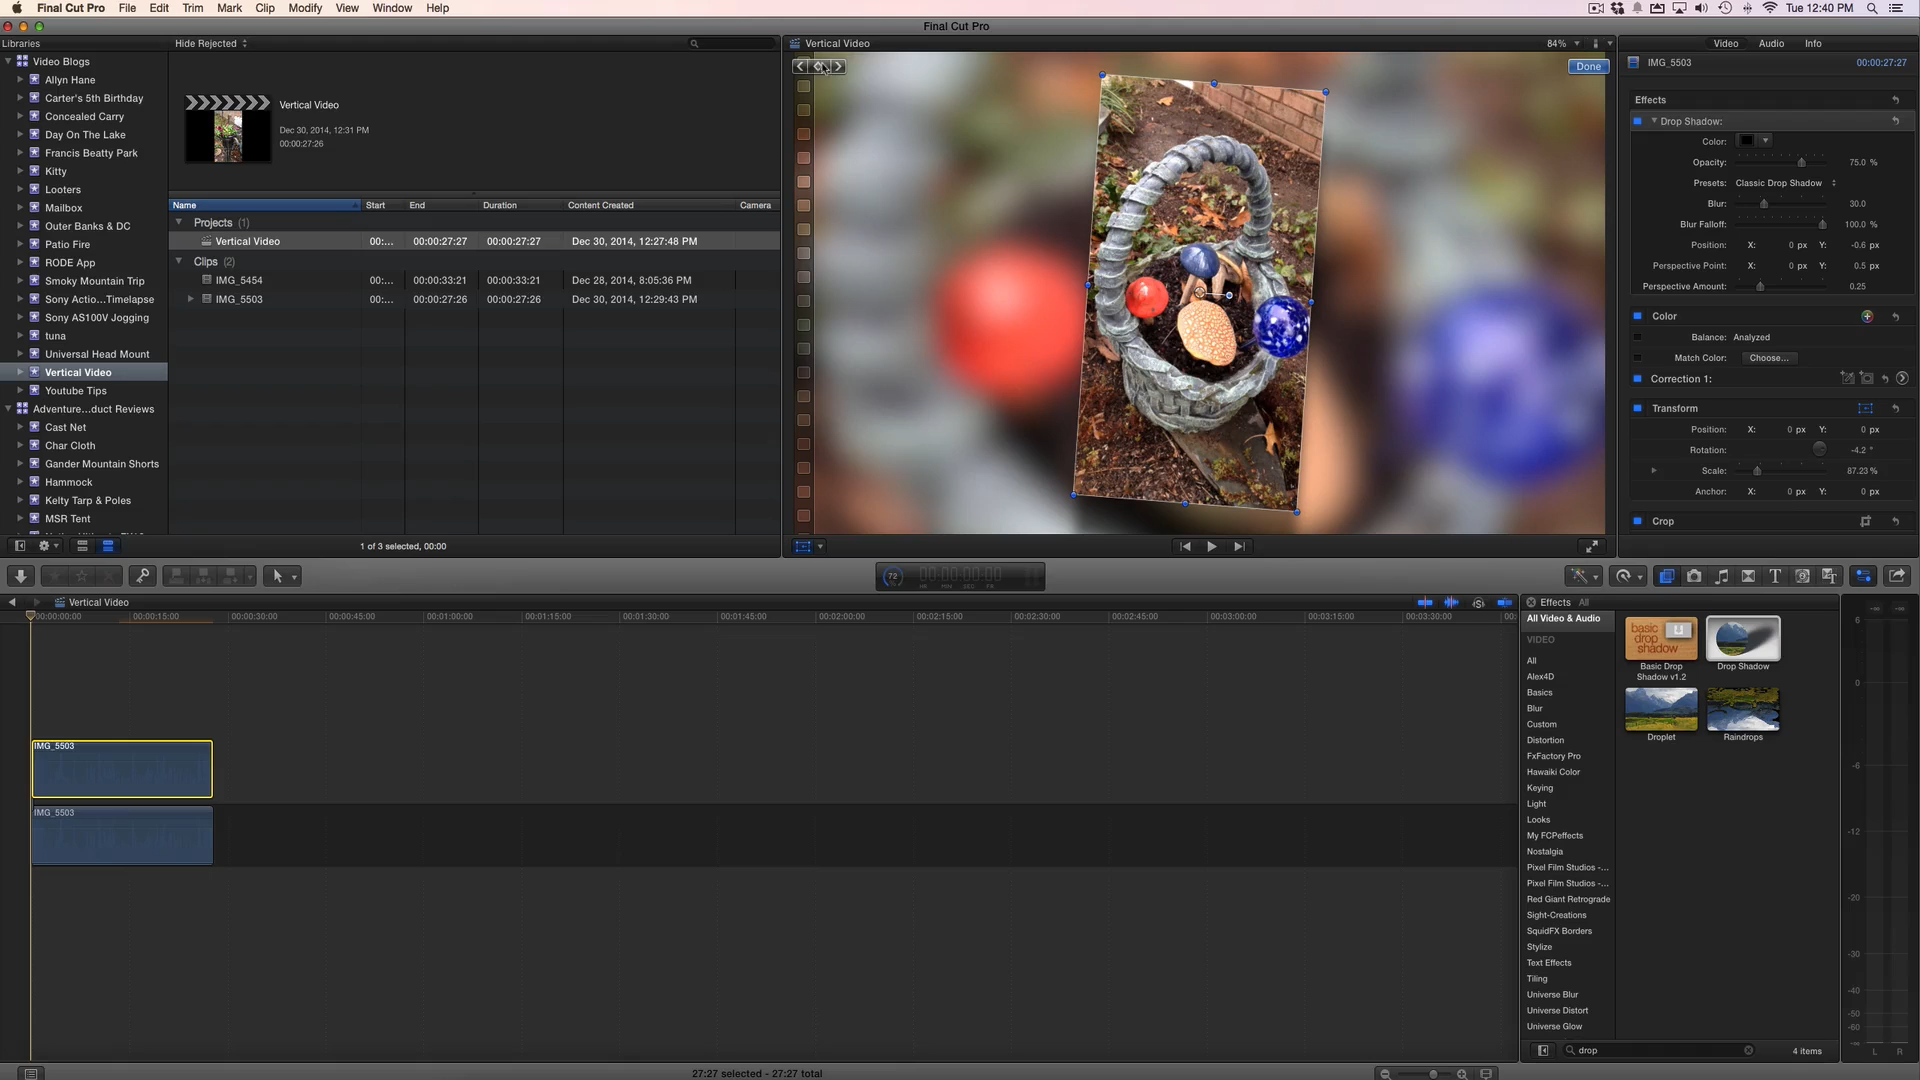 Final Cut Pro File Edit Trim Mark Clip Modify View Window Help Tue 12:40 PM
Final Cut Pro
Libraries
Video Blogs
Allyn Hane
Carter's 5th Birthday
Concealed Carry
Day On The Lake
Francis Beatty Park
Kitty
Looters
Mailbox
Outer Banks & DC
Patio Fire
RODE App
Smoky Mountain Trip
Sony Actio...Timelapse
Sony AS100V Jogging
tuna
Universal Head Mount
Vertical Video
Youtube Tips
Adventure...duct Reviews
Cast Net
Char Cloth
Gander Mountain Shorts
Hammock
Kelty Tarp & Poles
MSR Tent
Hide Rejected
Vertical Video
Dec 30, 2014, 12:31 PM
00:00:27:26
Name Start End Duration Content Created Camera
Projects (1)
Vertical Video 00:... 00:00:27:27 00:00:27:27 Dec 30, 2014, 12:27:48 PM
Clips (2)
IMG_5454 00:... 00:00:33:21 00:00:33:21 Dec 28, 2014, 8:05:36 PM
IMG_5503 00:... 00:00:27:26 00:00:27:26 Dec 30, 2014, 12:29:43 PM
1 of 3 selected, 00:00
Vertical Video 84%
Done
Video Audio Info
IMG_5503 00:00:27:27
Effects
Drop Shadow:
Color:
Opacity: 75.0 %
Presets: Classic Drop Shadow
Blur: 30.0
Blur Falloff: 100.0 %
Position: X: 0 px Y: -0.6 px
Perspective Point: X: 0 px Y: 0.5 px
Perspective Amount: 0.25
Color
Balance: Analyzed
Match Color: Choose...
Correction 1:
Transform
Position: X: 0 px Y: 0 px
Rotation: -4.2 °
Scale: 87.23 %
Anchor: X: 0 px Y: 0 px
Crop
72 00:00:00:00
HR MIN SEC FR
Vertical Video
00:00:00:00 00:00:15:00 00:00:30:00 00:00:45:00 00:01:00:00 00:01:15:00 00:01:30:00 00:01:45:00 00:02:00:00 00:02:15:00 00:02:30:00 00:02:45:00 00:03:00:00 00:03:15:00 00:03:30:00 00:
IMG_5503
IMG_5503
Effects All
All Video & Audio
VIDEO
All
Alex4D
Basics
Blur
Custom
Distortion
FxFactory Pro
Hawaiki Color
Keying
Light
Looks
My FCPeffects
Nostalgia
Pixel Film Studios -...
Pixel Film Studios -...
Red Giant Retrograde
Sight-Creations
SquidFX Borders
Stylize
Text Effects
Tiling
Universe Blur
Universe Distort
Universe Glow
basic
drop
shadow
Basic Drop
Shadow v1.2
Drop Shadow
Droplet
Raindrops
drop
4 items
6
0
-6
-12
-20
-30
-40
-50
-60
-∞
L R
27:27 selected - 27:27 total